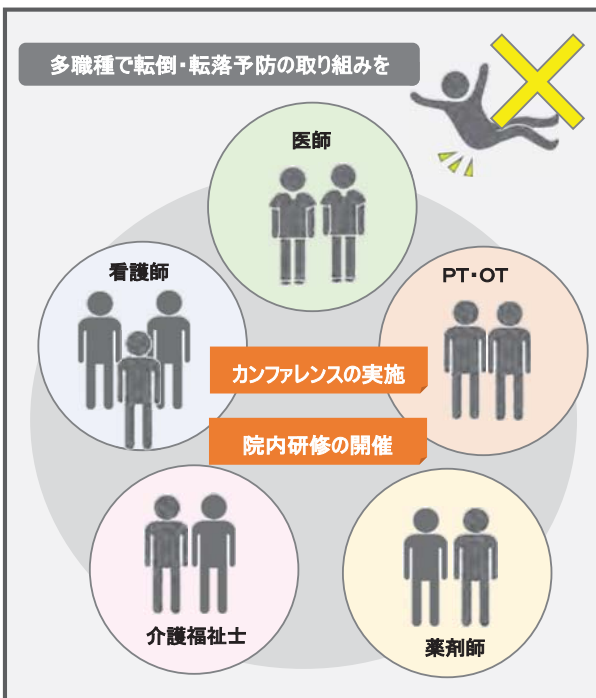 多職種で転倒・転落予防の取り組みを
医師
看護師
PT・OT
カンファレンスの実施
院内研修の開催
介護福祉士
薬剤師